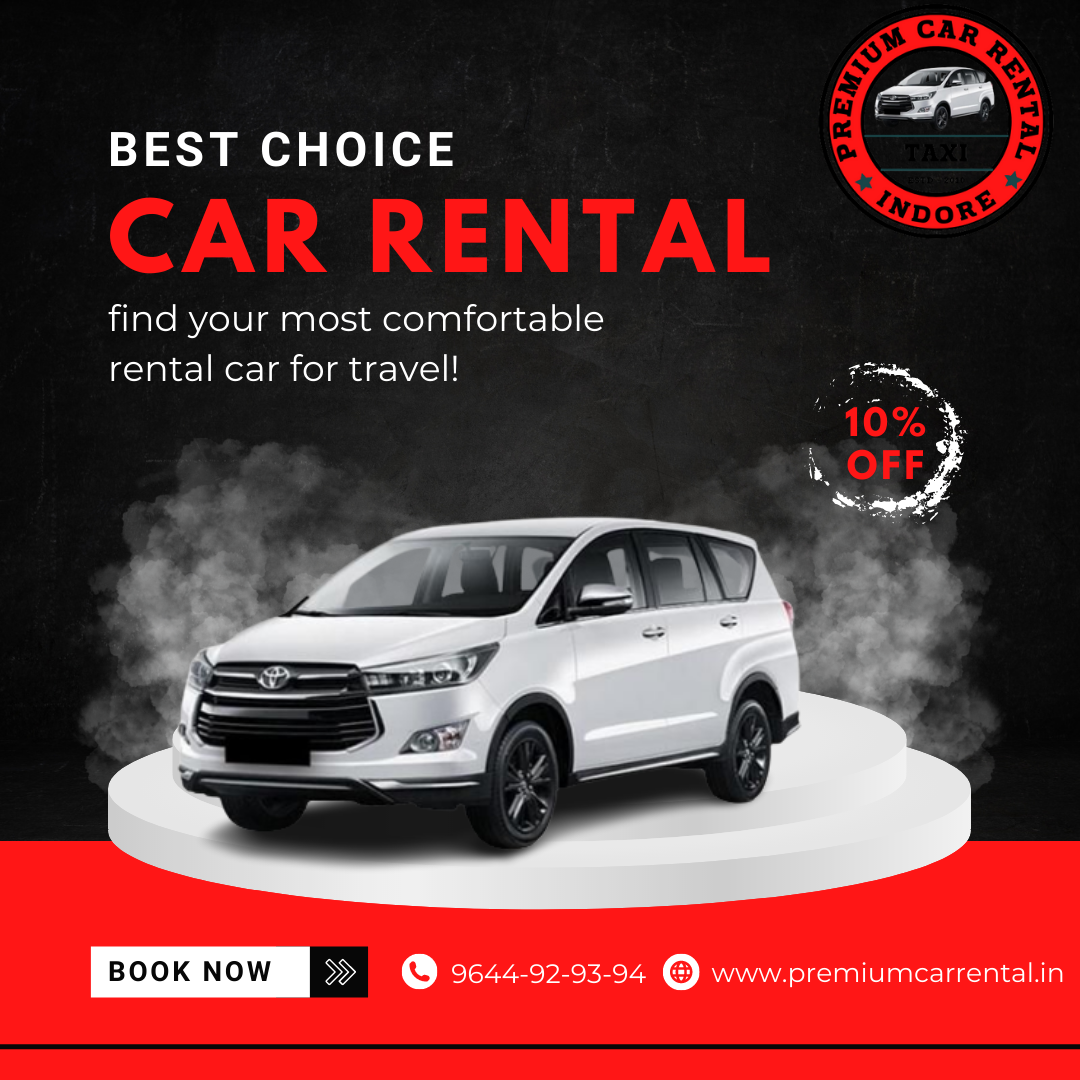 PREMIUM CAR RENTAL
TAXI
INDORE
BEST CHOICE
CAR RENTAL
find your most comfortable
rental car for travel!
10%
OFF
BOOK NOW
9644-92-93-94
www.premiumcarrental.in